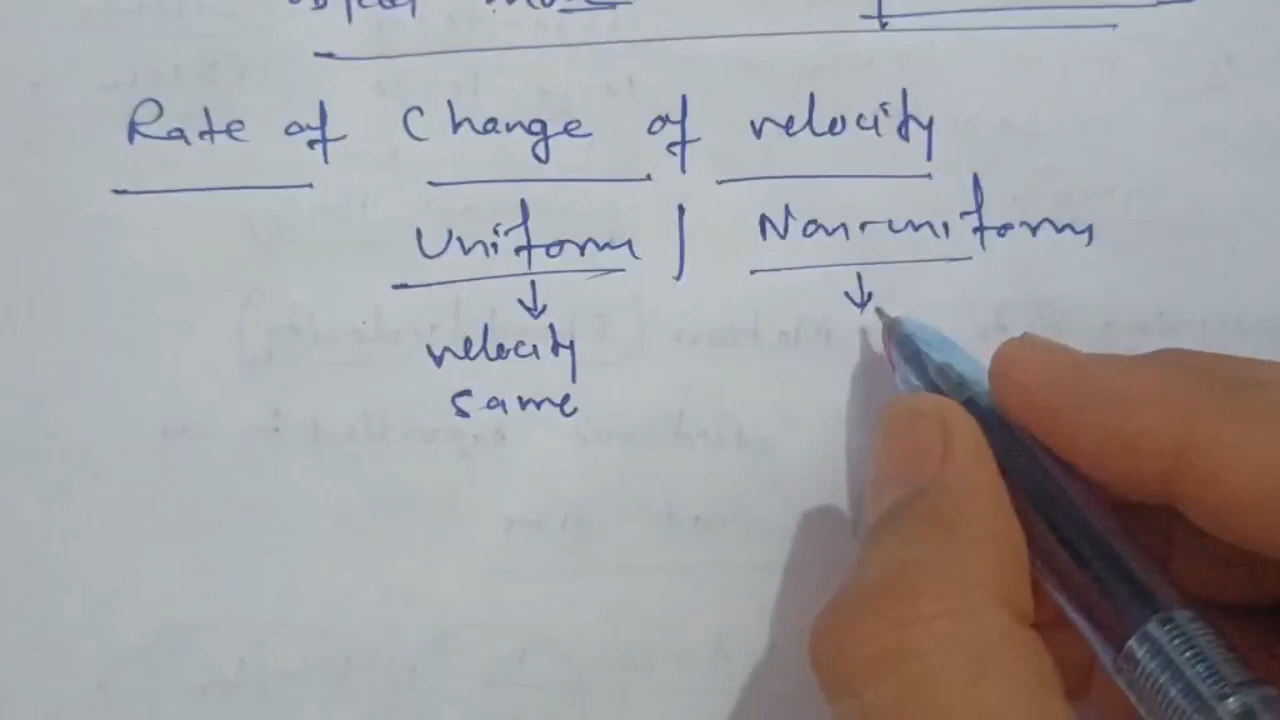 Rate of Change of velocity
Uniform | Non-uniform
↓ ↓
velocity
same